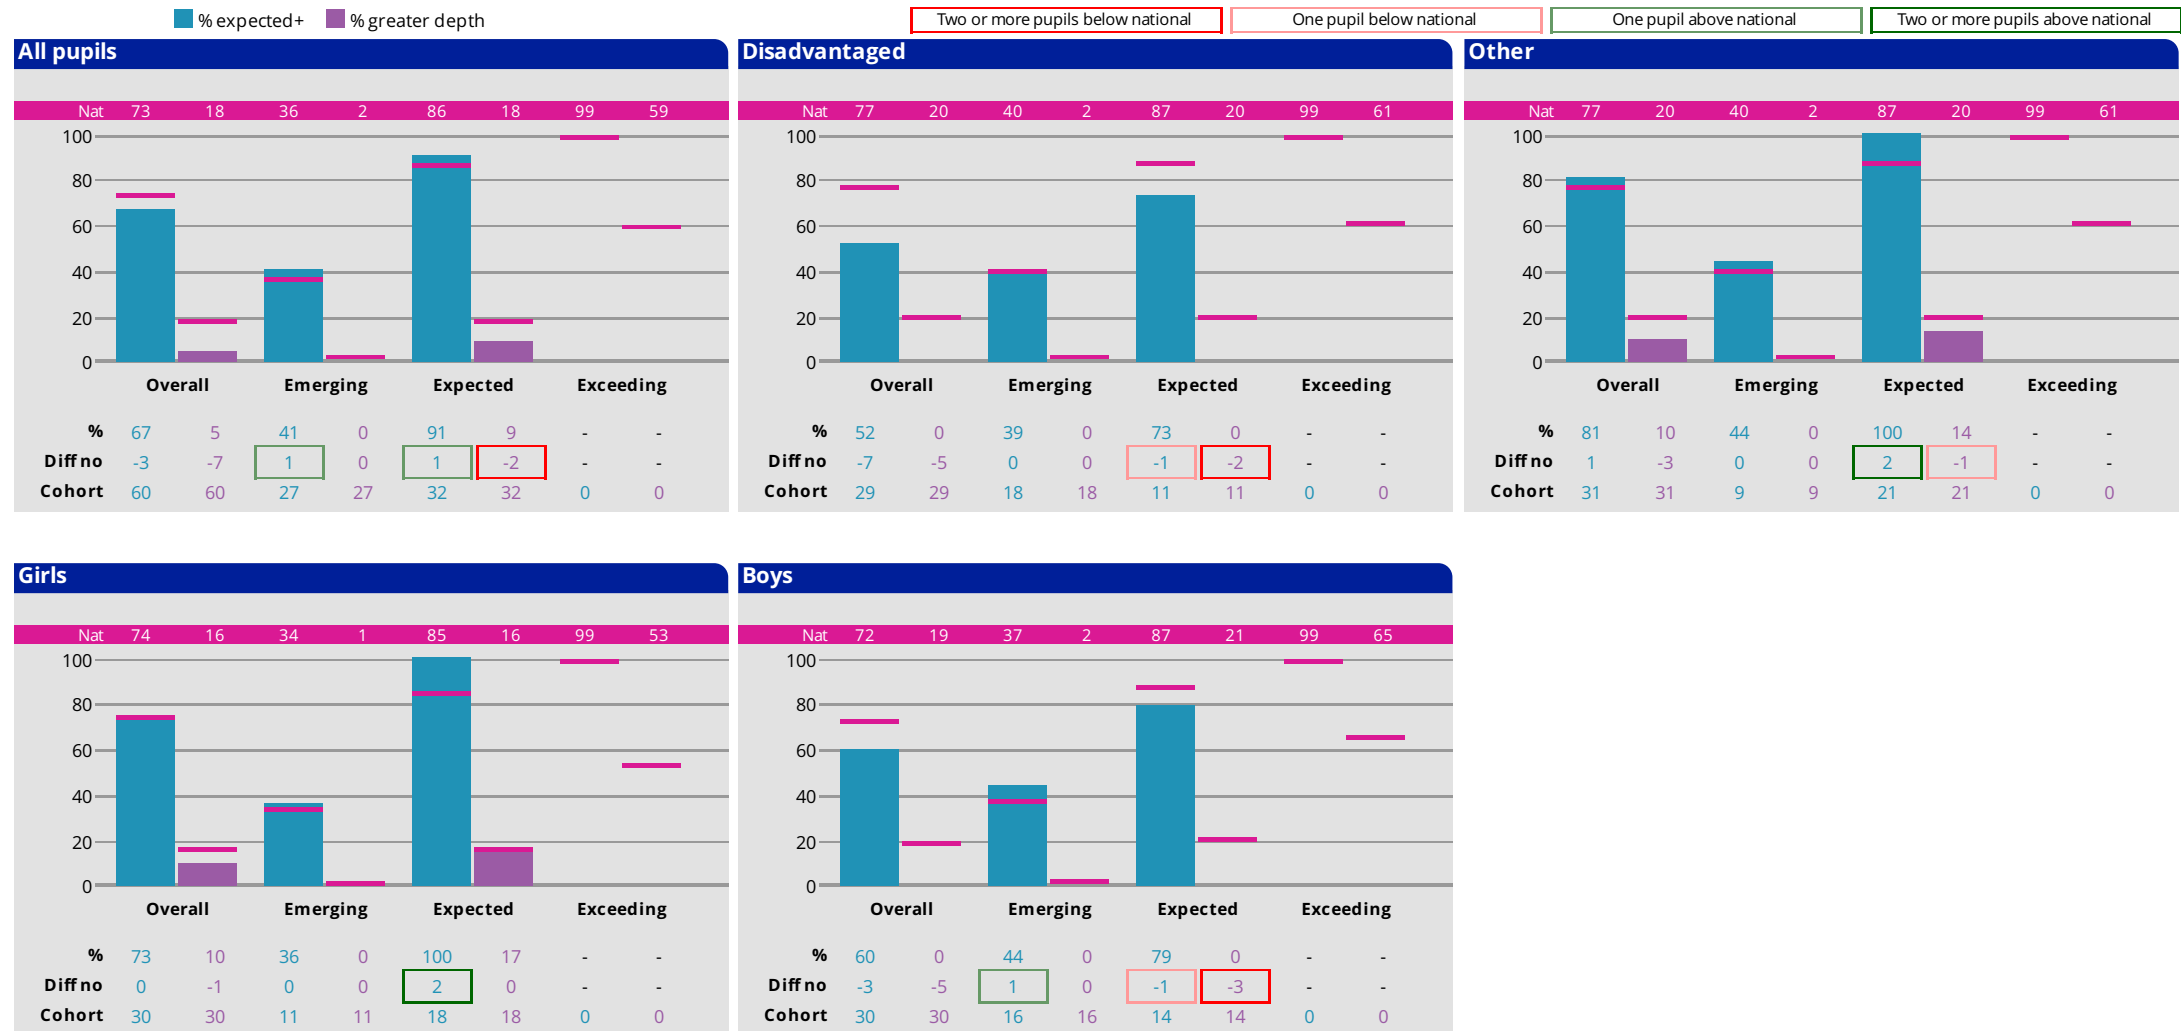 % expected+ % greater depth Two or more pupils below national One pupil below national One pupil above national Two or more pupils above national
All pupils
Nat 73 18 36 2 86 18 99 59
100
80
60
40
20
0
Overall Emerging Expected Exceeding
% 67 5 41 0 91 9 - -
Diff no -3 -7 1 0 1 -2 - -
Cohort 60 60 27 27 32 32 0 0
Disadvantaged
Nat 77 20 40 2 87 20 99 61
100
80
60
40
20
0
Overall Emerging Expected Exceeding
% 52 0 39 0 73 0 - -
Diff no -7 -5 0 0 -1 -2 - -
Cohort 29 29 18 18 11 11 0 0
Other
Nat 77 20 40 2 87 20 99 61
100
80
60
40
20
0
Overall Emerging Expected Exceeding
% 81 10 44 0 100 14 - -
Diff no 1 -3 0 0 2 -1 - -
Cohort 31 31 9 9 21 21 0 0
Girls
Nat 74 16 34 1 85 16 99 53
100
80
60
40
20
0
Overall Emerging Expected Exceeding
% 73 10 36 0 100 17 - -
Diff no 0 -1 0 0 2 0 - -
Cohort 30 30 11 11 18 18 0 0
Boys
Nat 72 19 37 2 87 21 99 65
100
80
60
40
20
0
Overall Emerging Expected Exceeding
% 60 0 44 0 79 0 - -
Diff no -3 -5 1 0 -1 -3 - -
Cohort 30 30 16 16 14 14 0 0